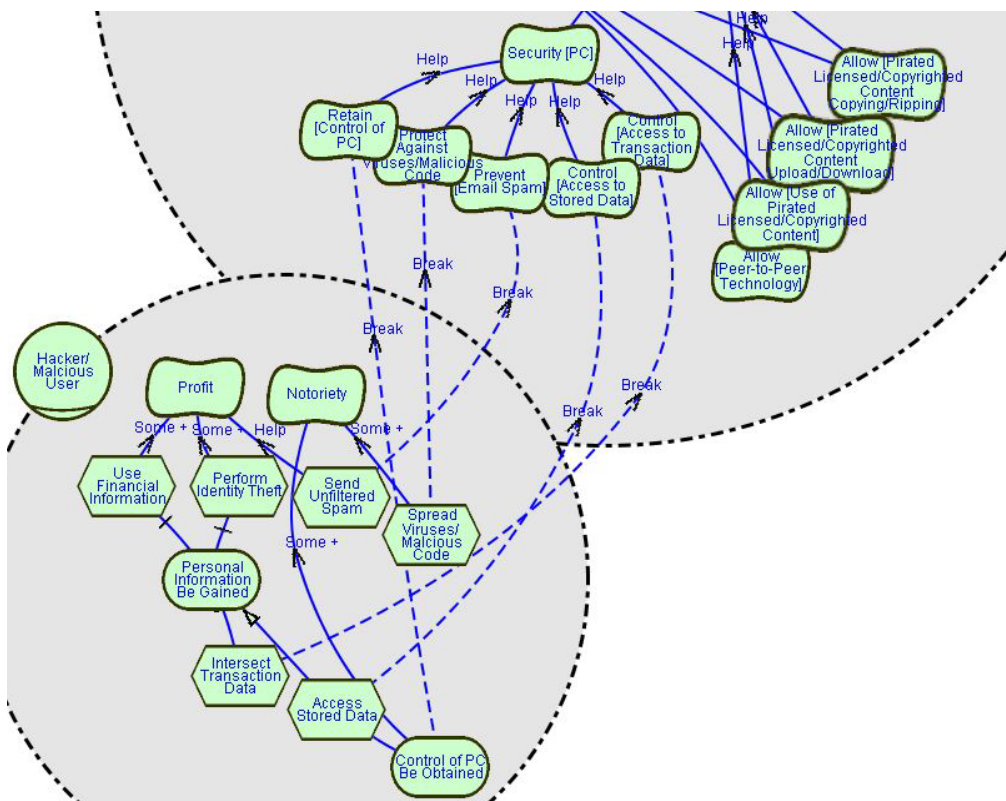 Help
Help
Security [PC]
Help
Help
Help
Help
Help
Help
Allow [Pirated
Licensed/Copyrighted
Content
Copying/Ripping]
Retain
[Control of
PC]
Protect
Against
Viruses/Malicious
Code
Prevent
[Email Spam]
Control
[Access to
Stored Data]
Control
[Access to
Transaction
Data]
Allow [Pirated
Licensed/Copyrighted
Content
Upload/Download]
Allow [Use of
Pirated
Licensed/Copyrighted
Content]
Allow
[Peer-to-Peer
Technology]
Break
Break
Break
Break
Break
Hacker/
Malcious
User
Profit
Notoriety
Some +
Some +
Help
Some +
Use
Financial
Information
Perform
Identity Theft
Send
Unfiltered
Spam
Spread
Viruses/
Malcious
Code
Some +
Personal
Information
Be Gained
Intersect
Transaction
Data
Access
Stored Data
Control of PC
Be Obtained